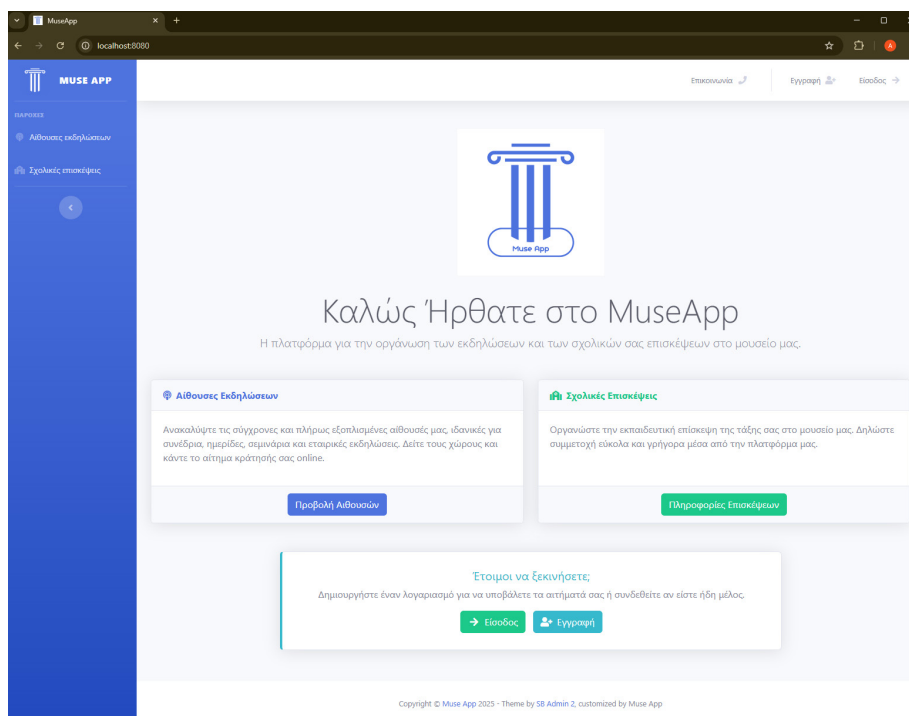 MuseApp
localhost:8080
MUSE APP
Επικοινωνία
Εγγραφή
Είσοδος
ΠΑΡΟΧΕΣ
Αίθουσες εκδηλώσεων
Σχολικές επισκέψεις
Muse App
Καλώς Ήρθατε στο MuseApp
Η πλατφόρμα για την οργάνωση των εκδηλώσεων και των σχολικών σας επισκέψεων στο μουσείο μας.
Αίθουσες Εκδηλώσεων
Ανακαλύψτε τις σύγχρονες και πλήρως εξοπλισμένες αίθουσές μας, ιδανικές για
συνέδρια, ημερίδες, σεμινάρια και εταιρικές εκδηλώσεις. Δείτε τους χώρους και
κάντε το αίτημα κράτησής σας online.
Προβολή Αιθουσών
Σχολικές Επισκέψεις
Οργανώστε την εκπαιδευτική επίσκεψη της τάξης σας στο μουσείο μας. Δηλώστε
συμμετοχή εύκολα και γρήγορα μέσα από την πλατφόρμα μας.
Πληροφορίες Επισκέψεων
Έτοιμοι να ξεκινήσετε;
Δημιουργήστε έναν λογαριασμό για να υποβάλετε τα αιτήματά σας ή συνδεθείτε αν είστε ήδη μέλος.
Είσοδος
Εγγραφή
Copyright © Muse App 2025 - Theme by SB Admin 2, customized by Muse App